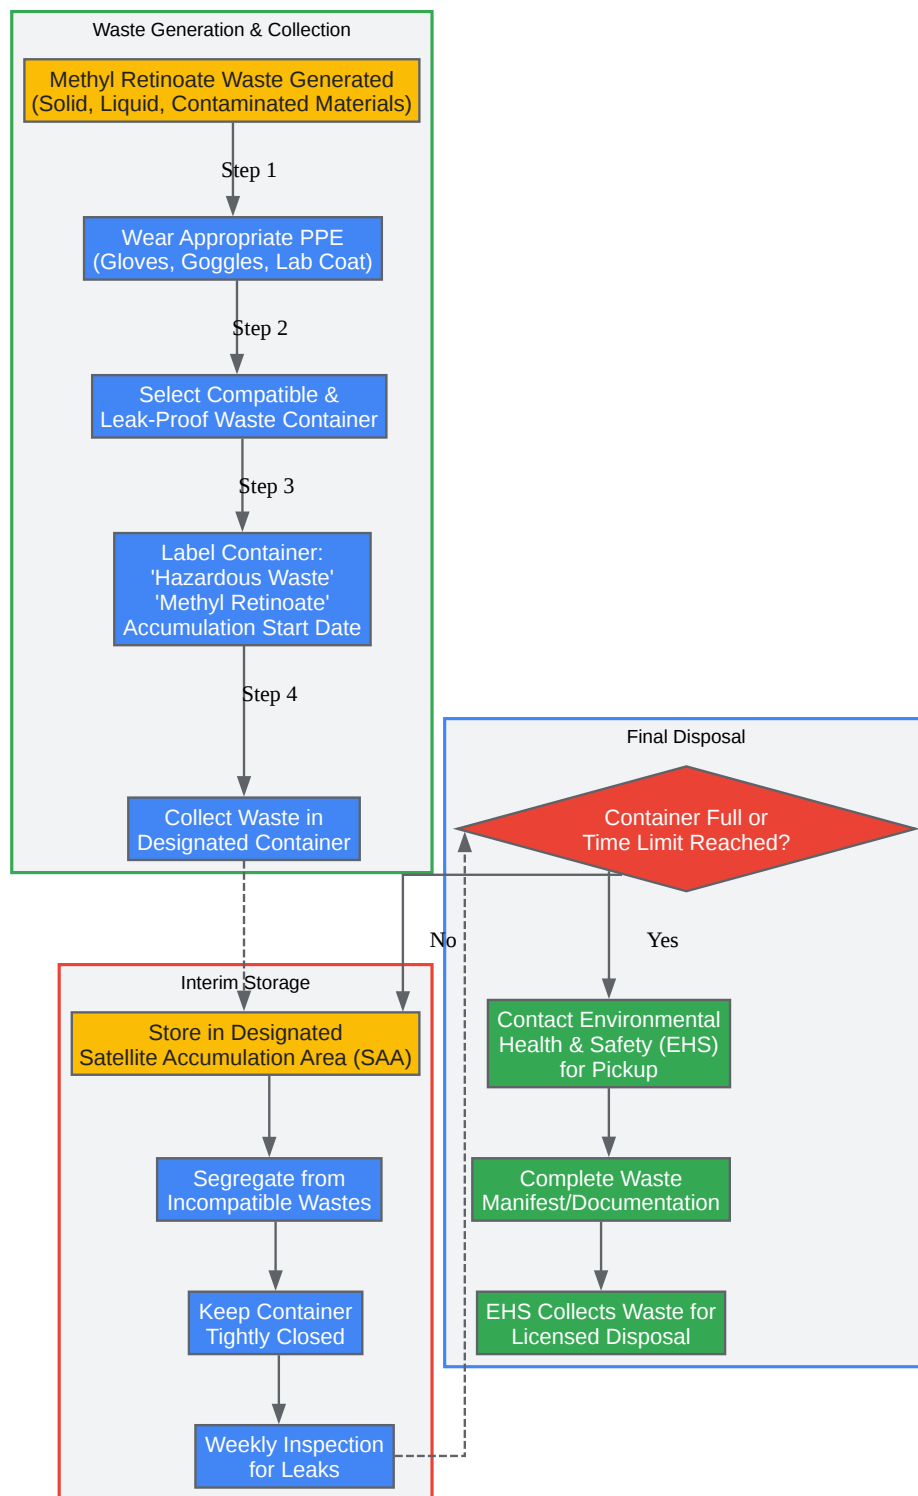 Waste Generation & Collection
Methyl Retinoate Waste Generated
(Solid, Liquid, Contaminated Materials)
Step 1
Wear Appropriate PPE
(Gloves, Goggles, Lab Coat)
Step 2
Select Compatible &
Leak-Proof Waste Container
Step 3
Label Container:
'Hazardous Waste'
'Methyl Retinoate'
Accumulation Start Date
Step 4
Collect Waste in
Designated Container
Final Disposal
Container Full or
Time Limit Reached?
No
Yes
Interim Storage
Store in Designated
Satellite Accumulation Area (SAA)
Segregate from
Incompatible Wastes
Keep Container
Tightly Closed
Weekly Inspection
for Leaks
Contact Environmental
Health & Safety (EHS)
for Pickup
Complete Waste
Manifest/Documentation
EHS Collects Waste for
Licensed Disposal